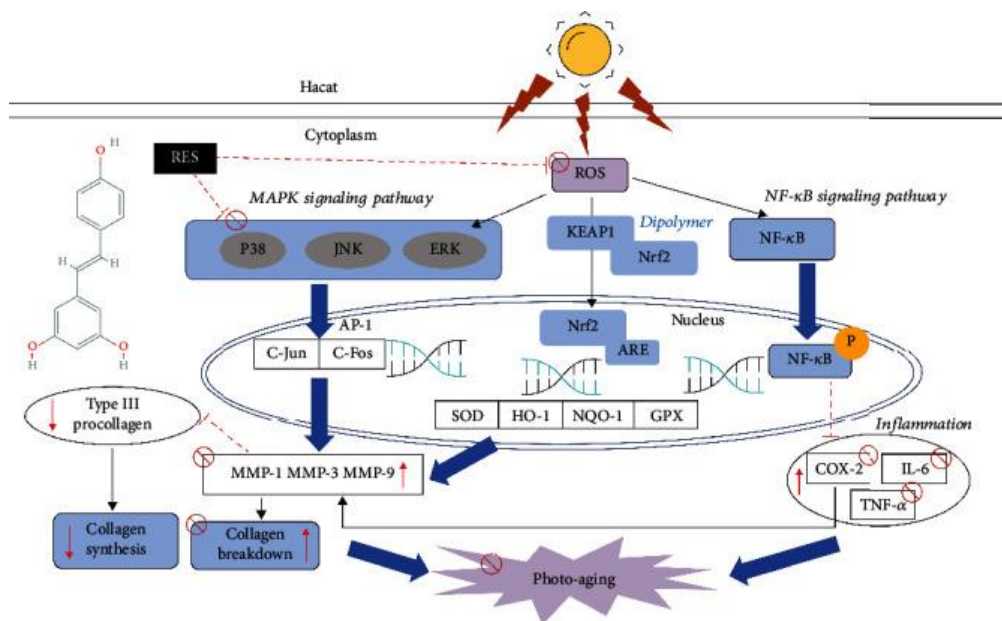 Hacat
Cytoplasm
RES
ROS
MAPK signaling pathway
NF-κB signaling pathway
P38
JNK
ERK
KEAP1
Dipolymer
Nrf2
NF-κB
AP-1
C-Jun
C-Fos
Nrf2
ARE
Nucleus
P
NF-κB
SOD
HO-1
NQO-1
GPX
Type III
procollagen
MMP-1 MMP-3 MMP-9
Inflammation
COX-2
IL-6
TNF-α
Collagen
synthesis
Collagen
breakdown
Photo-aging
H
O
H
H
O
H
O
H